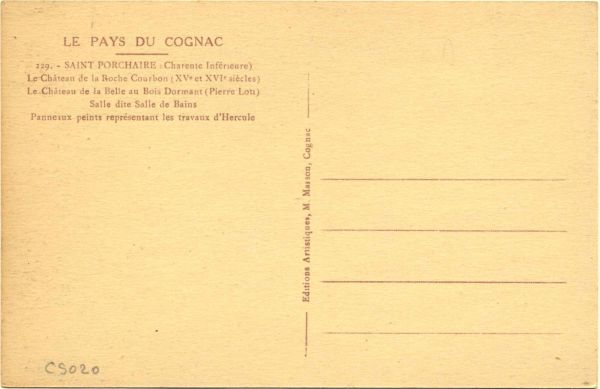 LE PAYS DU COGNAC
229. - SAINT PORCHAIRE (Charente Inférieure)
Le Château de la Roche Courbon (XVe et XVIe siècles)
Le Château de la Belle au Bois Dormant (Pierre Loti)
Salle dite Salle de Bains
Panneaux peints représentant les travaux d'Hercule
Editions Artistiques, M. Masson, Cognac
CS020